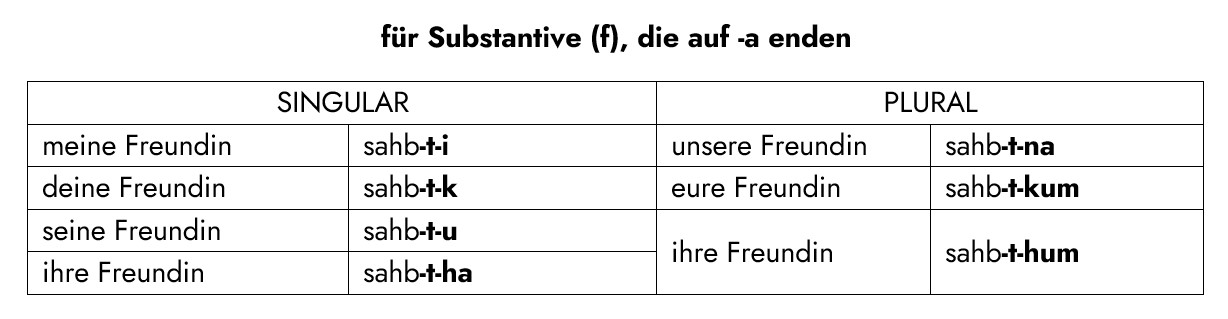 für Substantive (f), die auf -a enden
SINGULAR PLURAL
meine Freundin sahb-t-i unsere Freundin sahb-t-na
deine Freundin sahb-t-k eure Freundin sahb-t-kum
seine Freundin sahb-t-u
ihre Freundin sahb-t-hum
ihre Freundin sahb-t-ha